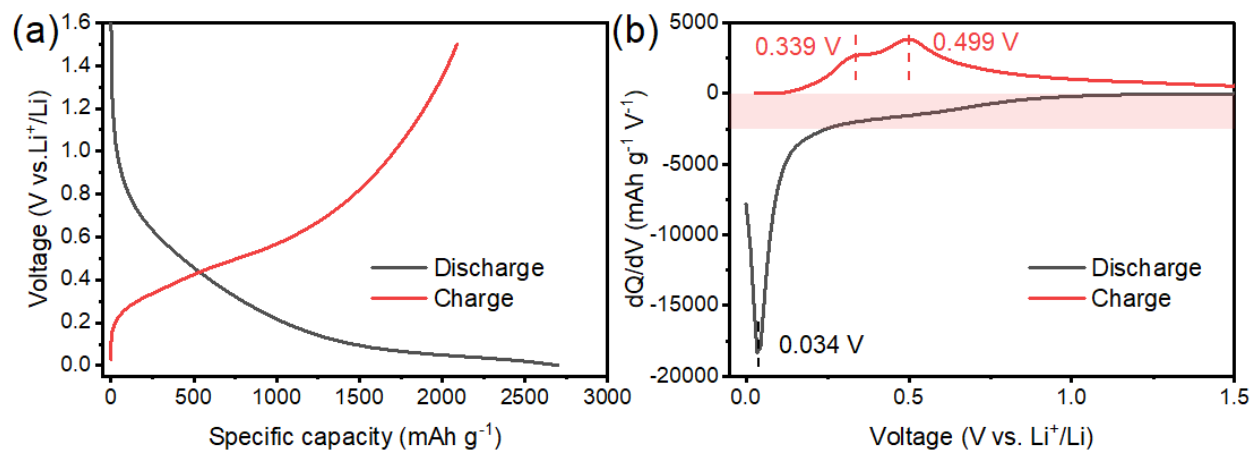 (a)
1.6
1.4
1.2
1.0
0.8
0.6
0.4
0.2
0.0
Voltage (V vs.Li⁺/Li)
Discharge
Charge
0 500 1000 1500 2000 2500 3000
Specific capacity (mAh g⁻¹)
(b)
5000
0
-5000
-10000
-15000
-20000
dQ/dV (mAh g⁻¹ V⁻¹)
0.339 V
0.499 V
Discharge
Charge
0.034 V
0.0 0.5 1.0 1.5
Voltage (V vs. Li⁺/Li)